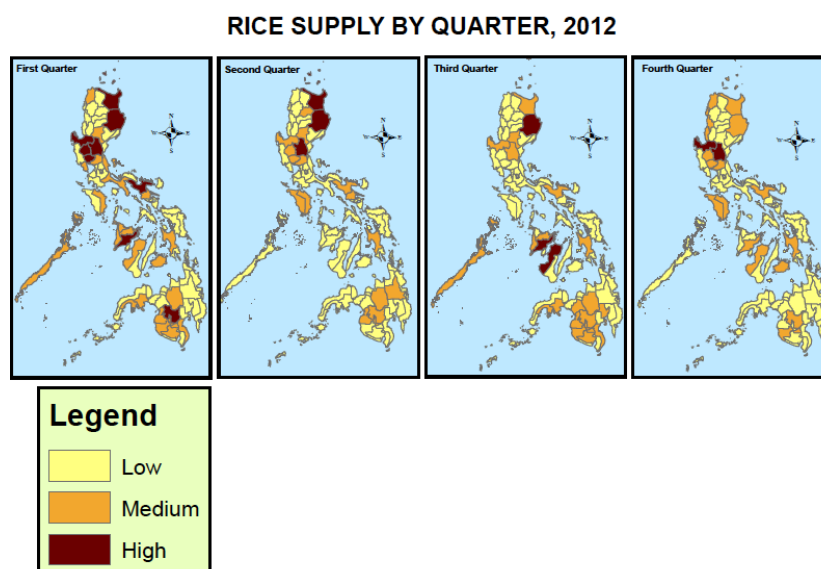 RICE SUPPLY BY QUARTER, 2012
First Quarter
Second Quarter
Third Quarter
Fourth Quarter
N
W
E
S
N
W
E
S
N
W
E
S
N
W
E
S
Legend
Low
Medium
High